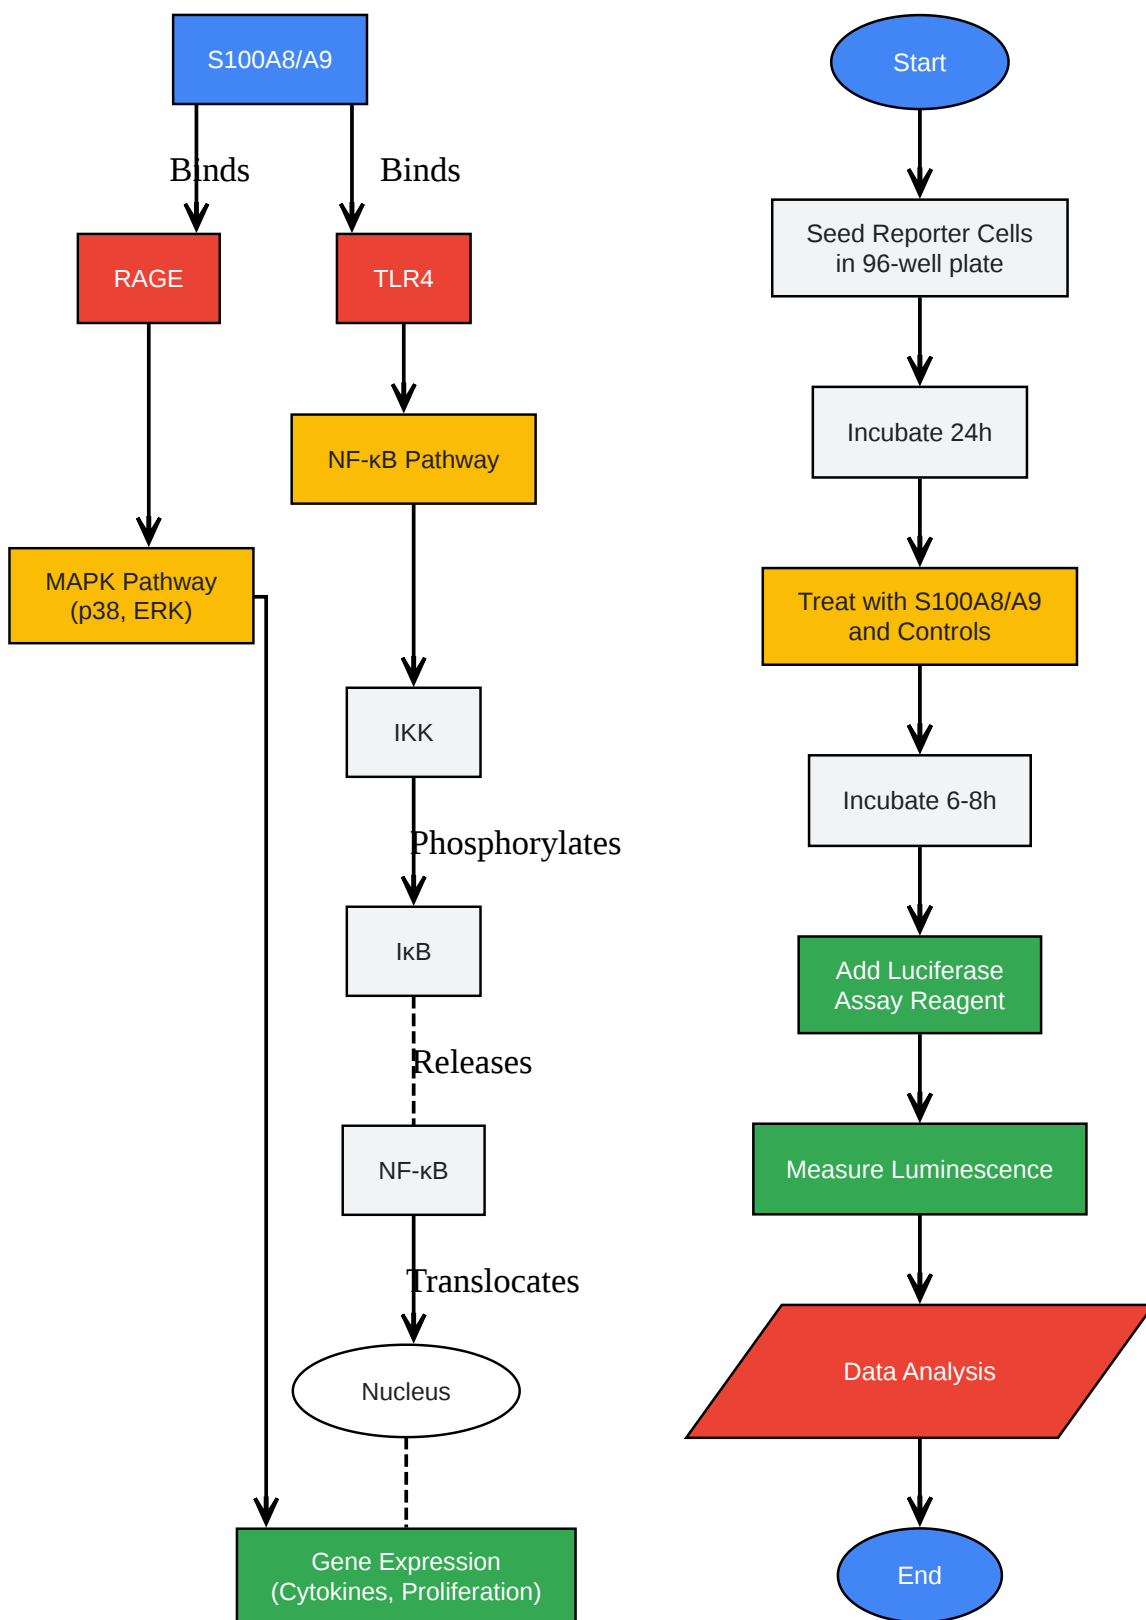 S100A8/A9
Binds
Binds
RAGE
TLR4
NF-κB Pathway
MAPK Pathway
(p38, ERK)
IKK
Phosphorylates
IκB
Releases
NF-κB
Translocates
Nucleus
Gene Expression
(Cytokines, Proliferation)
Start
Seed Reporter Cells
in 96-well plate
Incubate 24h
Treat with S100A8/A9
and Controls
Incubate 6-8h
Add Luciferase
Assay Reagent
Measure Luminescence
Data Analysis
End